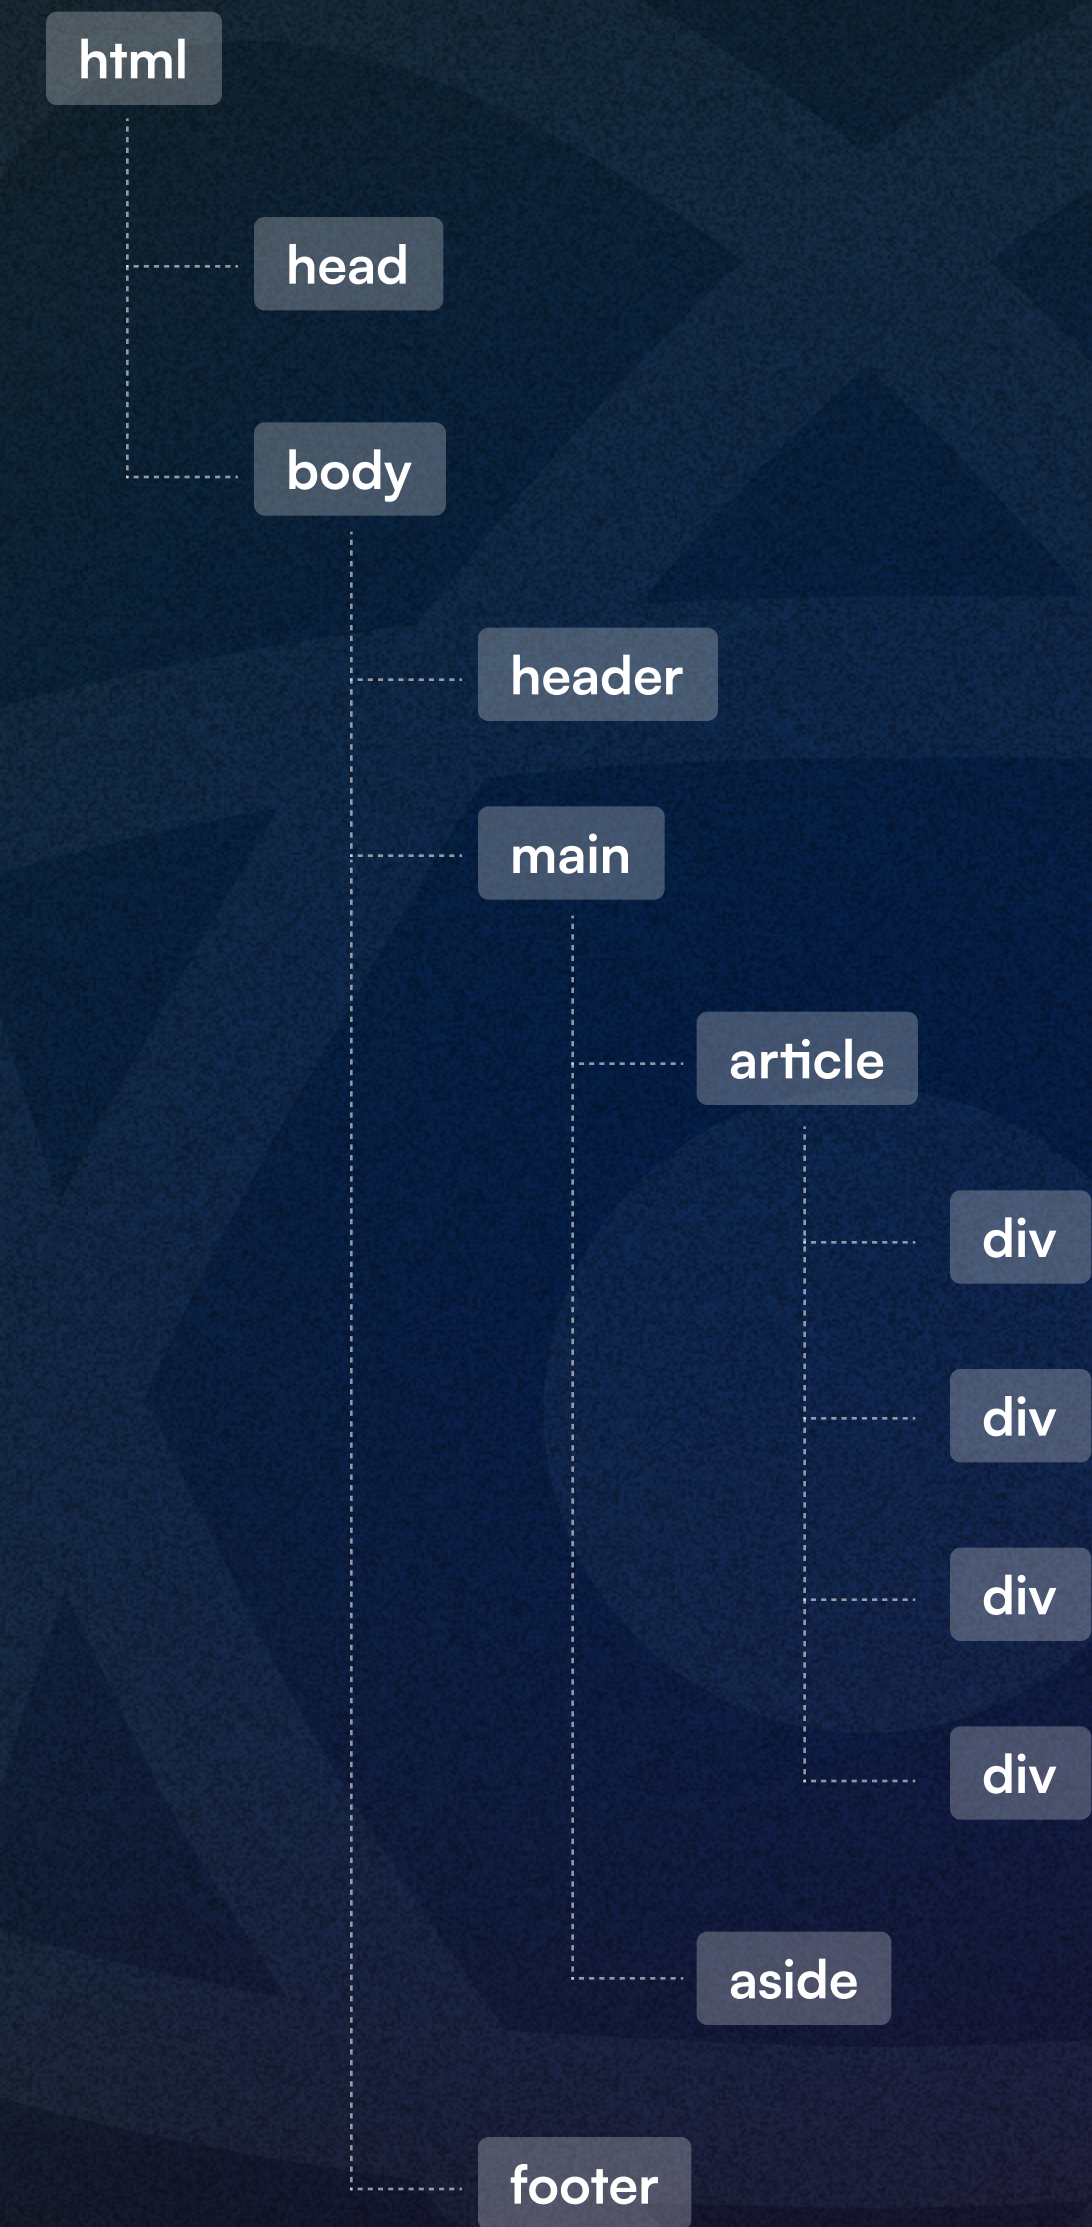 html
head
body
header
main
article
div
div
div
div
aside
footer